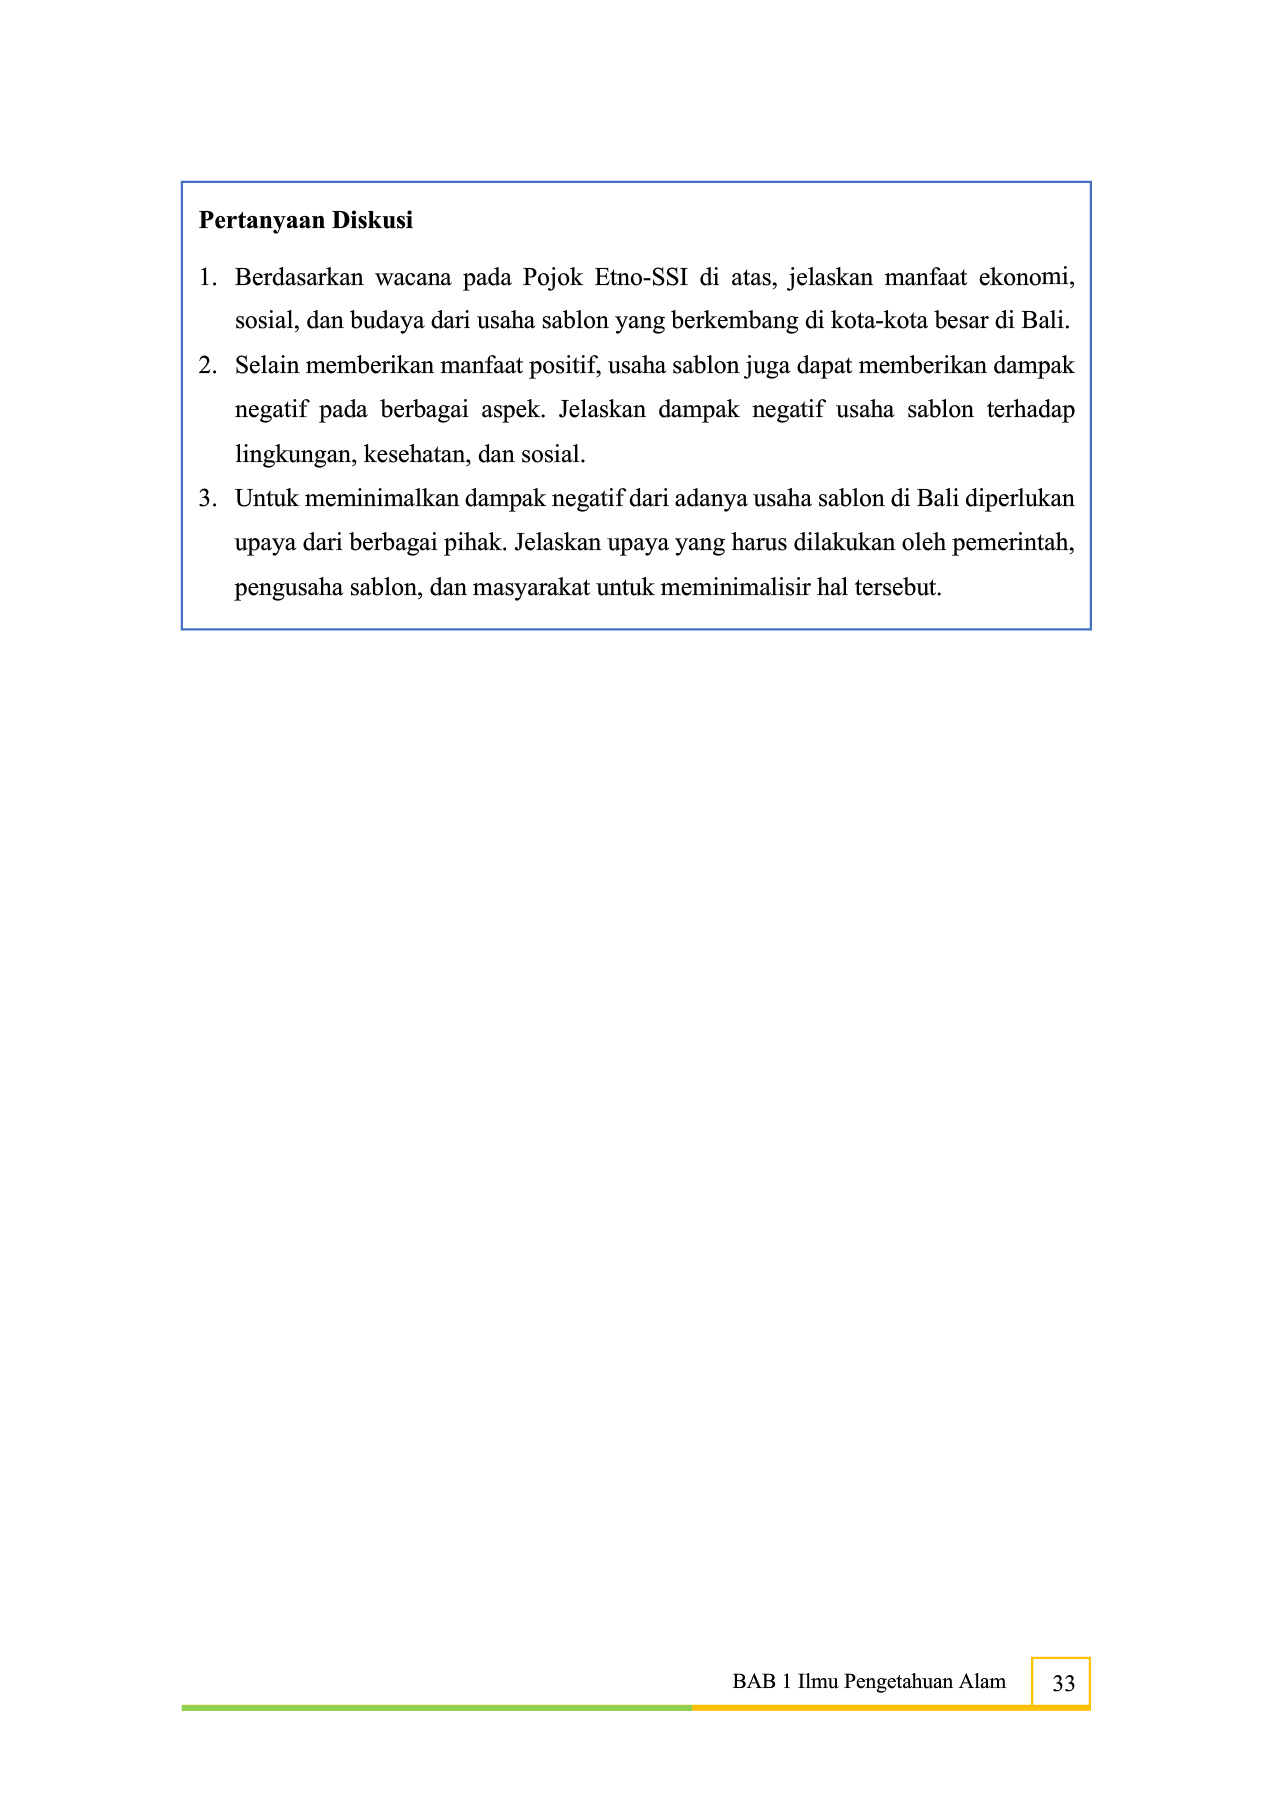 Pertanyaan Diskusi
1. Berdasarkan wacana pada Pojok Etno-SSI di atas, jelaskan manfaat ekonomi,
sosial, dan budaya dari usaha sablon yang berkembang di kota-kota besar di Bali.
2. Selain memberikan manfaat positif, usaha sablon juga dapat memberikan dampak
negatif pada berbagai aspek. Jelaskan dampak negatif usaha sablon terhadap
lingkungan, kesehatan, dan sosial.
3. Untuk meminimalkan dampak negatif dari adanya usaha sablon di Bali diperlukan
upaya dari berbagai pihak. Jelaskan upaya yang harus dilakukan oleh pemerintah,
pengusaha sablon, dan masyarakat untuk meminimalisir hal tersebut.
BAB 1 Ilmu Pengetahuan Alam 33